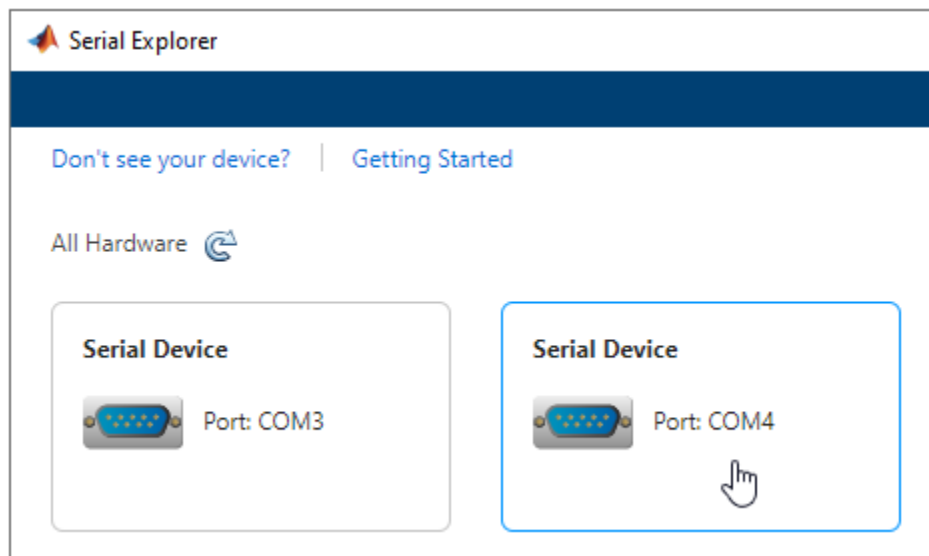 Serial Explorer
Don't see your device? Getting Started
All Hardware
Serial Device
Port: COM3
Serial Device
Port: COM4